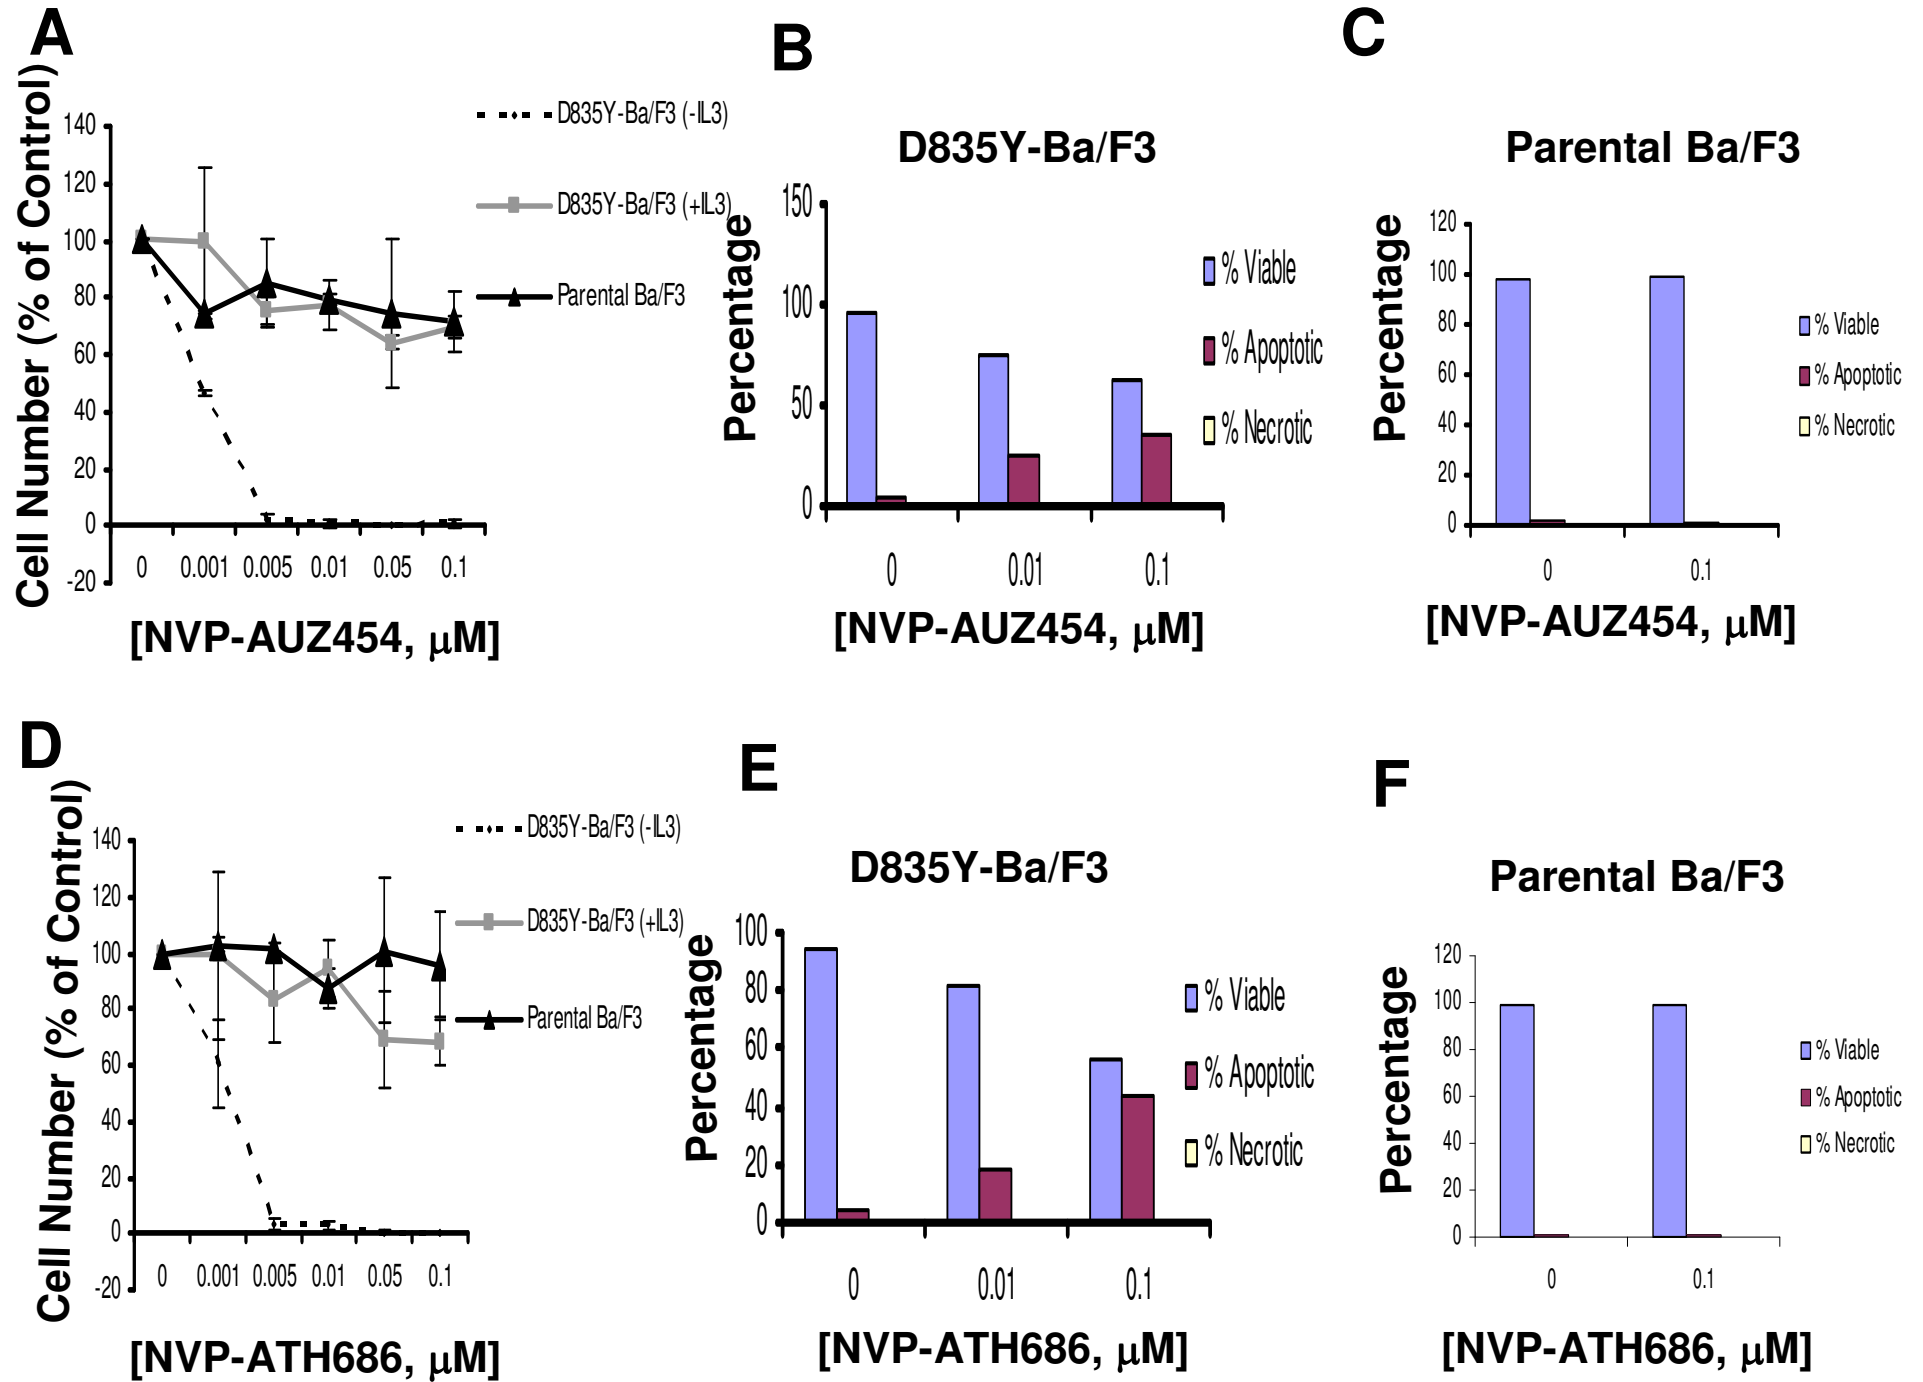 A
Cell Number (% of Control)
140
120
100
80
60
40
20
0
-20
0 0.001 0.005 0.01 0.05 0.1
[NVP-AUZ454, μM]
D835Y-Ba/F3 (-IL3)
D835Y-Ba/F3 (+IL3)
Parental Ba/F3
B
D835Y-Ba/F3
Percentage
150
100
50
0
0 0.01 0.1
[NVP-AUZ454, μM]
% Viable
% Apoptotic
% Necrotic
C
Parental Ba/F3
Percentage
120
100
80
60
40
20
0
0 0.1
[NVP-AUZ454, μM]
% Viable
% Apoptotic
% Necrotic
D
Cell Number (% of Control)
140
120
100
80
60
40
20
0
-20
0 0.001 0.005 0.01 0.05 0.1
[NVP-ATH686, μM]
D835Y-Ba/F3 (-IL3)
D835Y-Ba/F3 (+IL3)
Parental Ba/F3
E
D835Y-Ba/F3
Percentage
100
80
60
40
20
0
0 0.01 0.1
[NVP-ATH686, μM]
% Viable
% Apoptotic
% Necrotic
F
Parental Ba/F3
Percentage
120
100
80
60
40
20
0
0 0.1
[NVP-ATH686, μM]
% Viable
% Apoptotic
% Necrotic